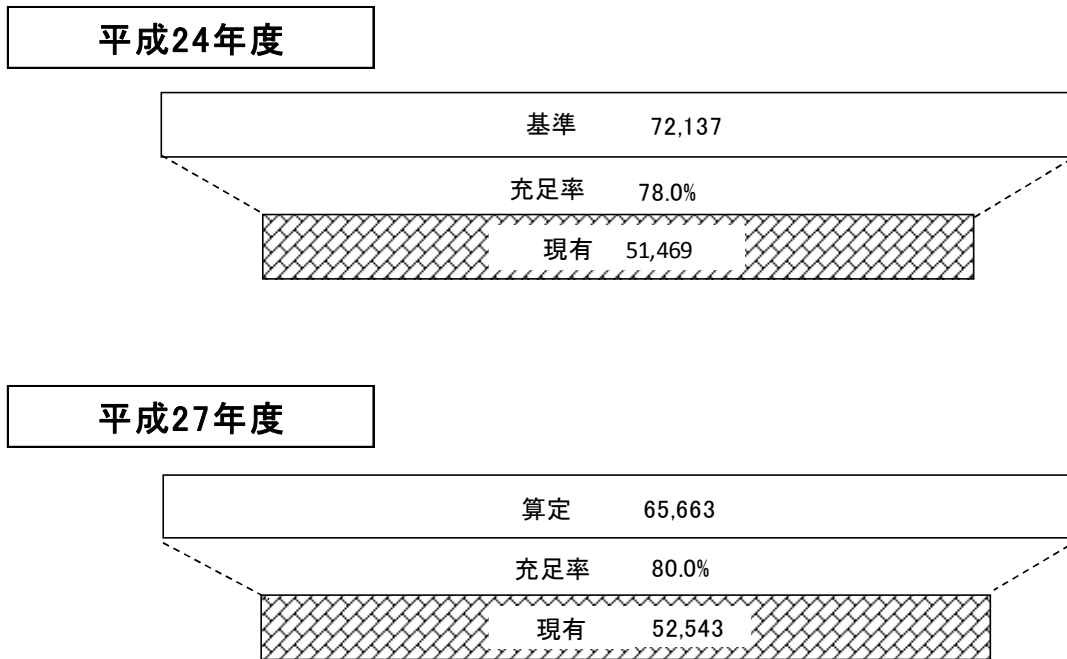 平成24年度
基準 72,137
充足率 78.0%
現有 51,469
平成27年度
算定 65,663
充足率 80.0%
現有 52,543